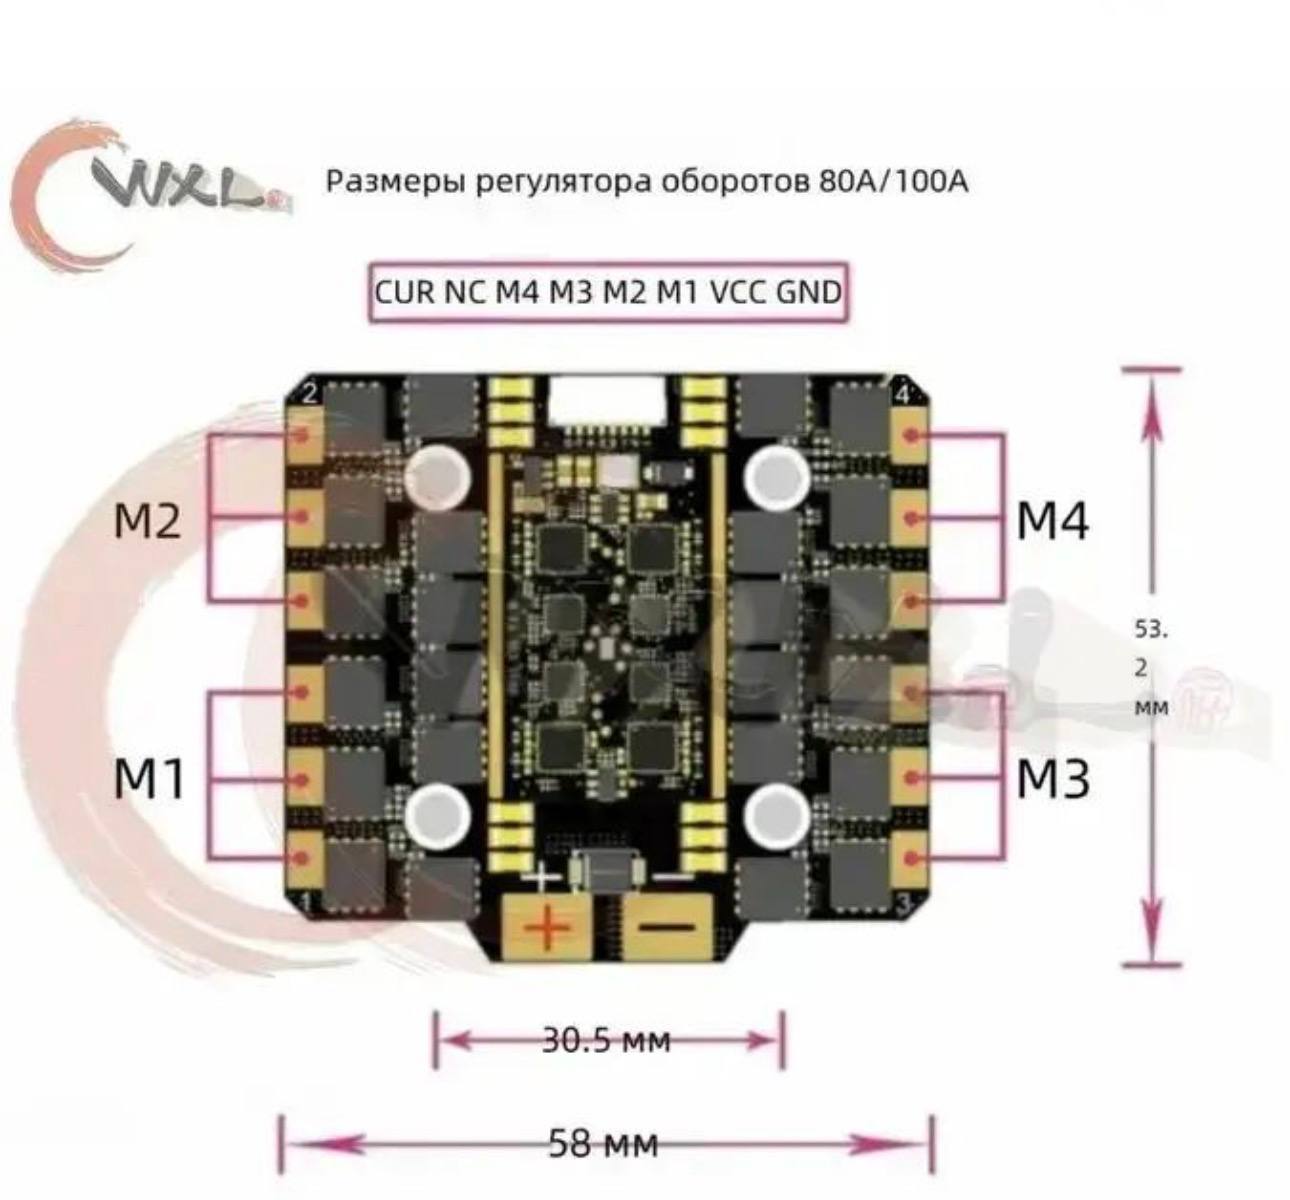 WXL
Размеры регулятора оборотов 80A/100A
CUR NC M4 M3 M2 M1 VCC GND
2
4
M2
M4
53.
2
мм
M1
M3
1
3
+
−
+
−
30.5 мм
58 мм